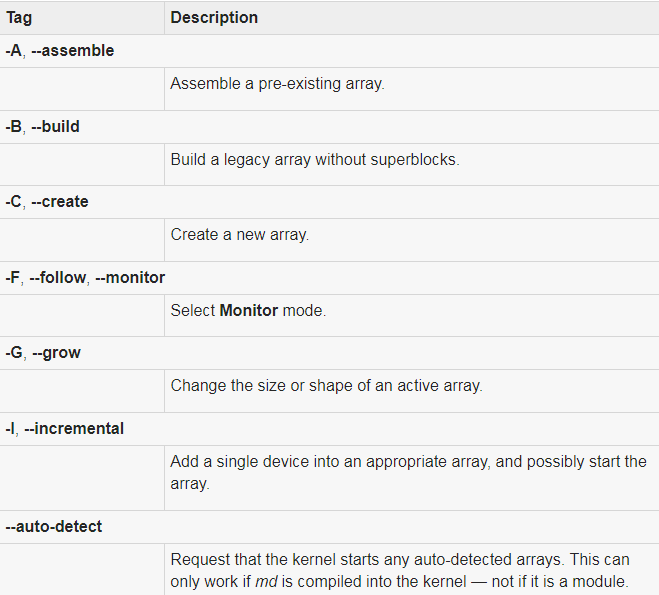 Tag Description
-A, --assemble
Assemble a pre-existing array.
-B, --build
Build a legacy array without superblocks.
-C, --create
Create a new array.
-F, --follow, --monitor
Select Monitor mode.
-G, --grow
Change the size or shape of an active array.
-I, --incremental
Add a single device into an appropriate array, and possibly start the
array.
--auto-detect
Request that the kernel starts any auto-detected arrays. This can
only work if md is compiled into the kernel — not if it is a module.